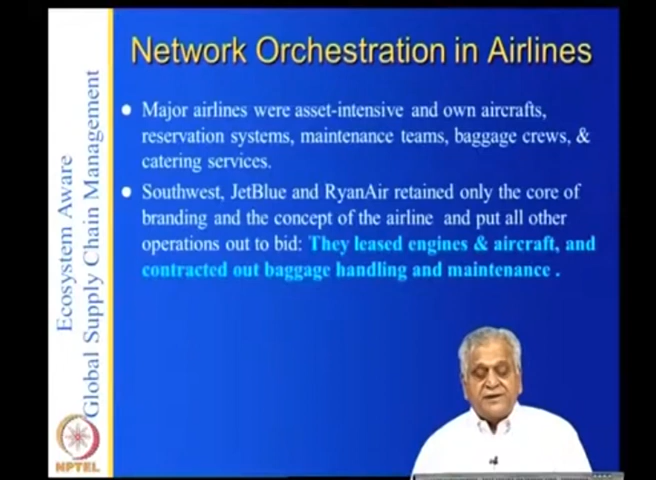 Network Orchestration in Airlines
Major airlines were asset-intensive and own aircrafts,
reservation systems, maintenance teams, baggage crews, &
catering services.
Southwest, JetBlue and RyanAir retained only the core of
branding and the concept of the airline and put all other
operations out to bid: They leased engines & aircraft, and
contracted out baggage handling and maintenance .
Ecosystem Aware
Global Supply Chain Management
NPTEL